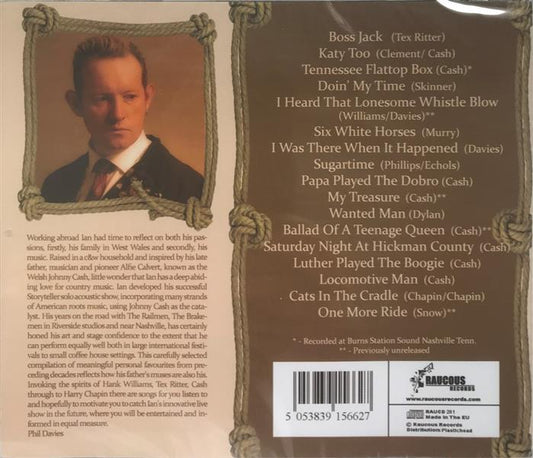 Working abroad Ian had time to reflect on both his pas-
sions, firstly, his family in West Wales and secondly, his
music. Raised in a c&w household and inspired by his late
father, musician and pioneer Alfie Calvert, known as the
Welsh Johnny Cash, little wonder that Ian has a deep abid-
ing love for country music. Ian developed his successful
Storyteller solo acoustic show, incorporating many strands
of American roots music, using Johnny Cash as the cata-
lyst. His years on the road with The Railmen, The Brake-
men in Riverside studios and near Nashville, has certainly
honed his art and stage confidence to the extent that he
can perform equally well both in large international festi-
vals to small coffee house settings. This carefully selected
compilation of meaningful personal favourites from pre-
ceding decades reflects how his father's muses are also his.
Invoking the spirits of Hank Williams, Tex Ritter, Cash
through to Harry Chapin there are songs for you to listen to
and hopefully to motivate you to catch Ian's innovative live
show in the future, where you will be entertained and in-
formed in equal measure.
Phil Davies
Boss Jack (Tex Ritter)
Katy Too (Clement/ Cash)
Tennessee Flattop Box (Cash)*
Doin' My Time (Skinner)
I Heard That Lonesome Whistle Blow
(Williams/Davies)**
Six White Horses (Murry)
I Was There When It Happened (Davies)
Sugartime (Phillips/Echols)
Papa Played The Dobro (Cash)
My Treasure (Cash)**
Wanted Man (Dylan)
Ballad Of A Teenage Queen (Cash)**
Saturday Night At Hickman County (Cash)
Luther Played The Boogie (Cash)
Locomotive Man (Cash)
Cats In The Cradle (Chapin/Chapin)
One More Ride (Snow)**
* - Recorded at Burns Station Sound Nashville Tenn.
** - Previously unreleased
5 053839 156627
RAUCOUS
RECORDS
www.raucousrecords.com
RAUCD 281
Made in The EU
© Raucous Records
Distribution: Plastichead